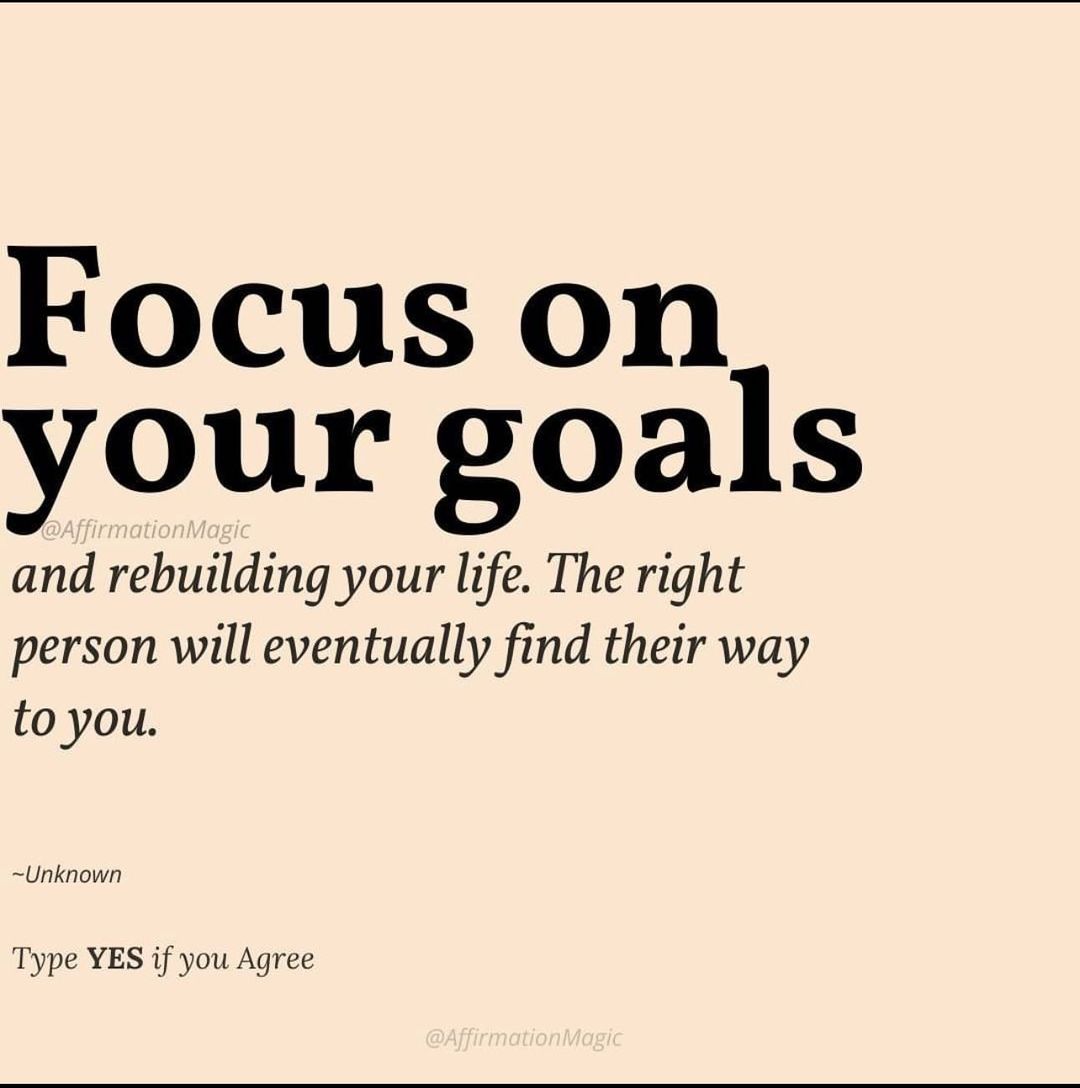 Focus on
your goals
@AffirmationMagic
and rebuilding your life. The right
person will eventually find their way
to you.
~Unknown
Type YES if you Agree
@AffirmationMagic